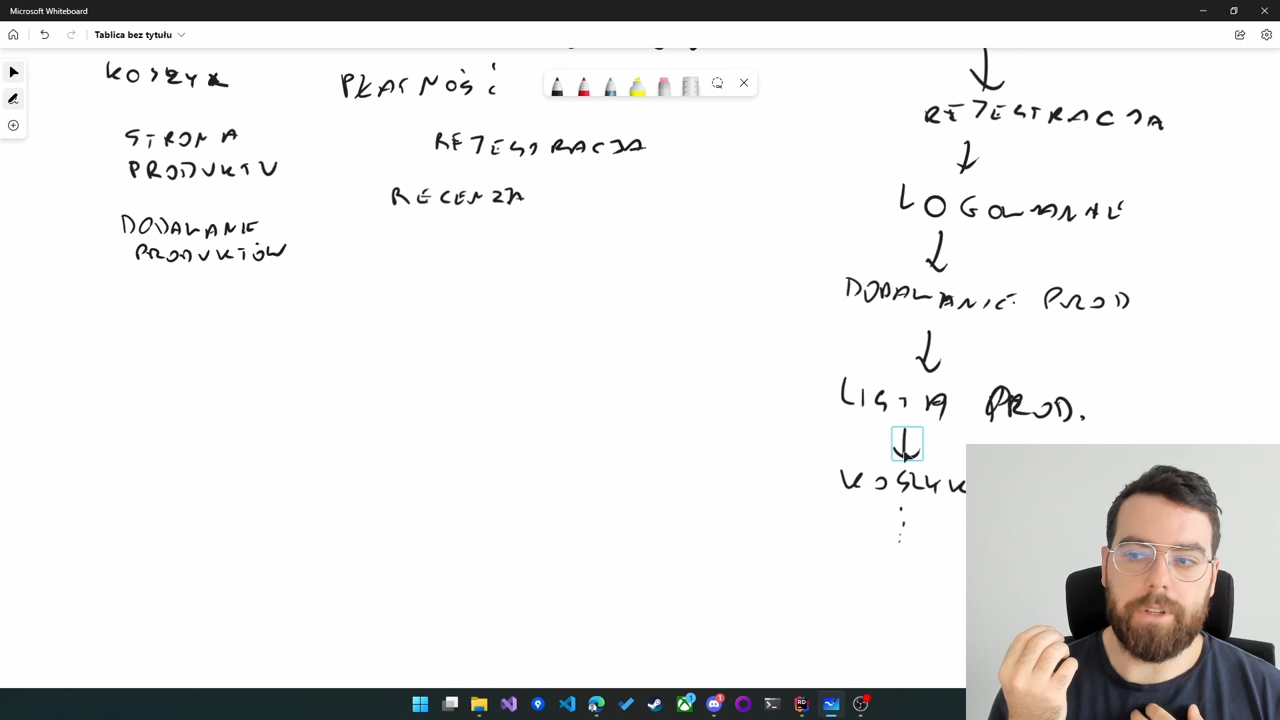 Microsoft Whiteboard
Tablica bez tytułu
KOSZYK
PŁATNOŚĆ
STRONA
PRODUKTU
REJESTRACJA
RECENZJA
DODAWANIE
PRODUKTÓW
REJESTRACJA
LOGOWANIE
DODAWANIE PROD
LISTA PROD.
KOSZYK